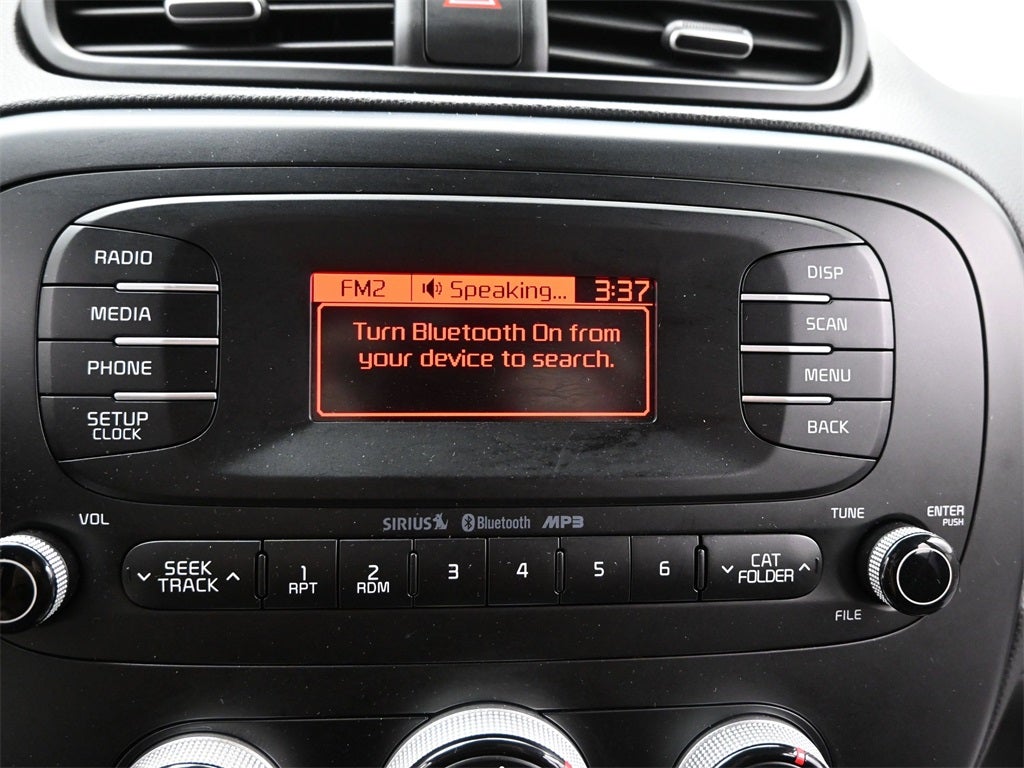 RADIO
MEDIA
PHONE
SETUP
CLOCK
FM2 Speaking... 3:37
Turn Bluetooth On from
your device to search.
DISP
SCAN
MENU
BACK
VOL
SIRIUS Bluetooth MP3
TUNE
ENTER
PUSH
SEEK
TRACK
1
RPT
2
RDM
3
4
5
6
CAT
FOLDER
FILE